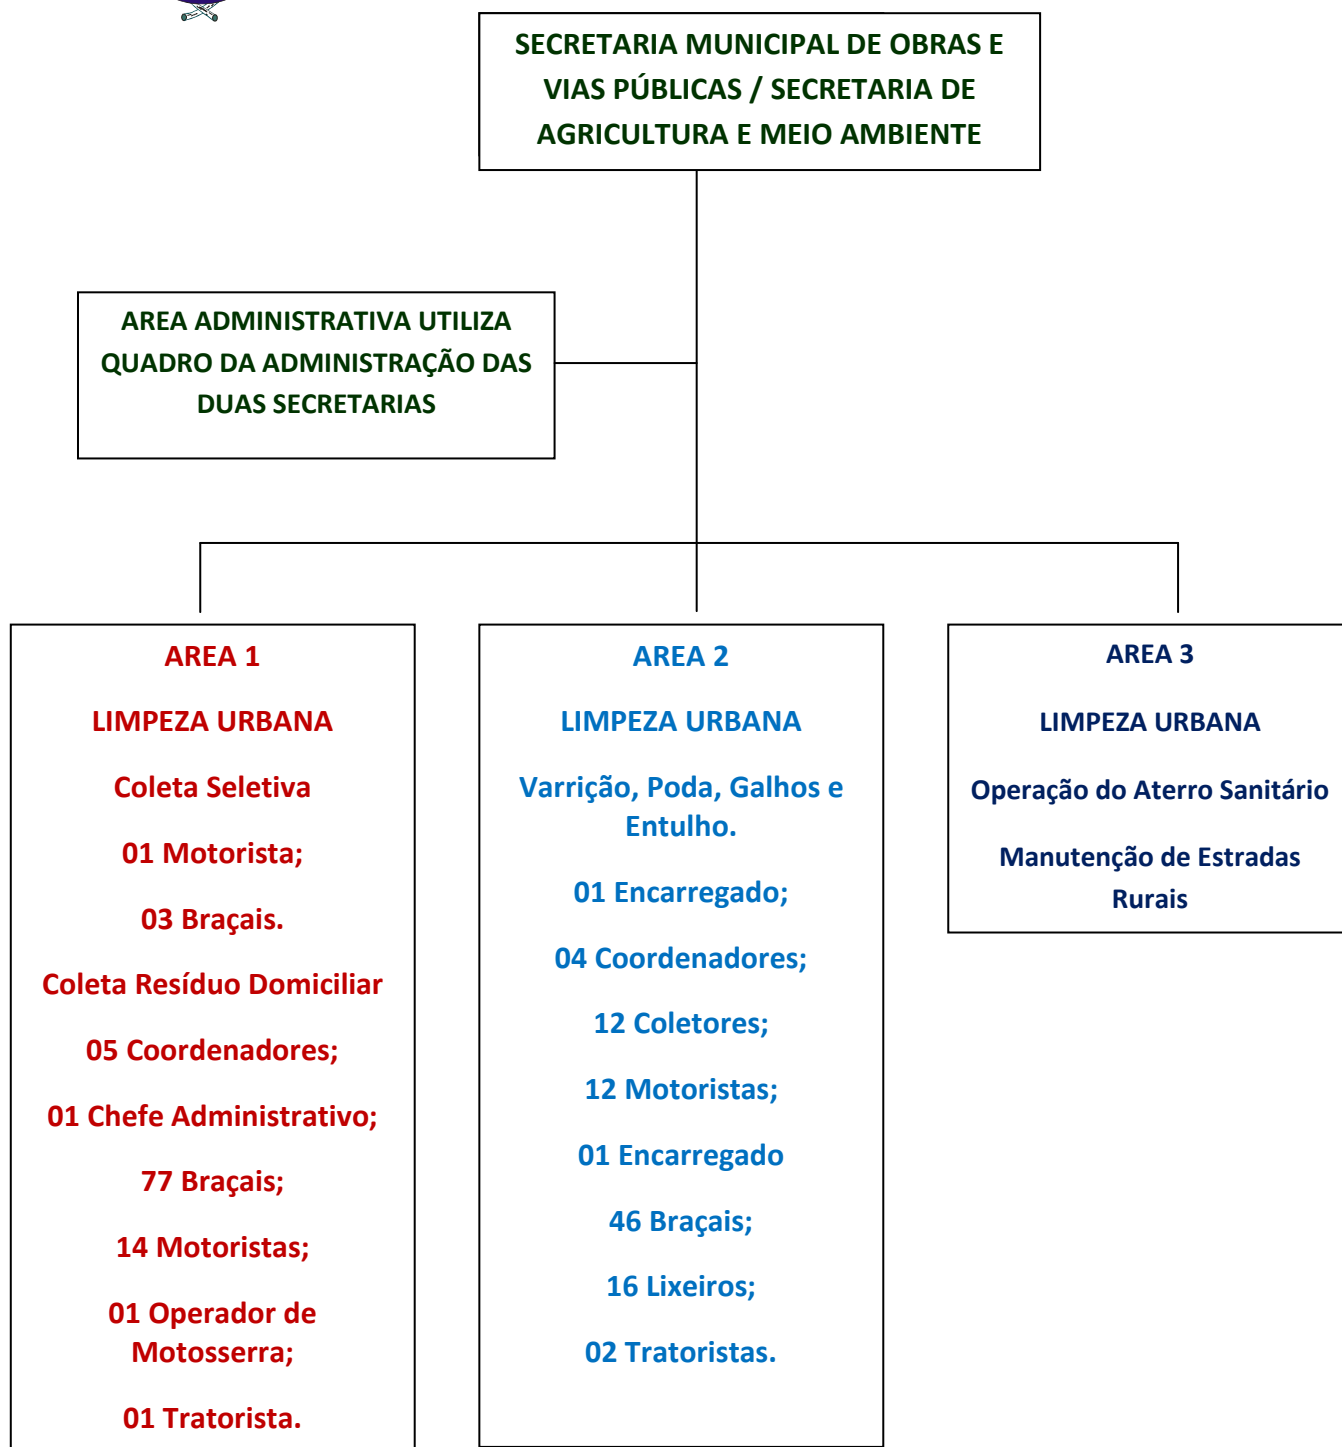 SECRETARIA MUNICIPAL DE OBRAS E
VIAS PÚBLICAS / SECRETARIA DE
AGRICULTURA E MEIO AMBIENTE
AREA ADMINISTRATIVA UTILIZA
QUADRO DA ADMINISTRAÇÃO DAS
DUAS SECRETARIAS
AREA 1
LIMPEZA URBANA
Coleta Seletiva
01 Motorista;
03 Braçais.
Coleta Resíduo Domiciliar
05 Coordenadores;
01 Chefe Administrativo;
77 Braçais;
14 Motoristas;
01 Operador de
Motosserra;
01 Tratorista.
AREA 2
LIMPEZA URBANA
Varrição, Poda, Galhos e
Entulho.
01 Encarregado;
04 Coordenadores;
12 Coletores;
12 Motoristas;
01 Encarregado
46 Braçais;
16 Lixeiros;
02 Tratoristas.
AREA 3
LIMPEZA URBANA
Operação do Aterro Sanitário
Manutenção de Estradas
Rurais